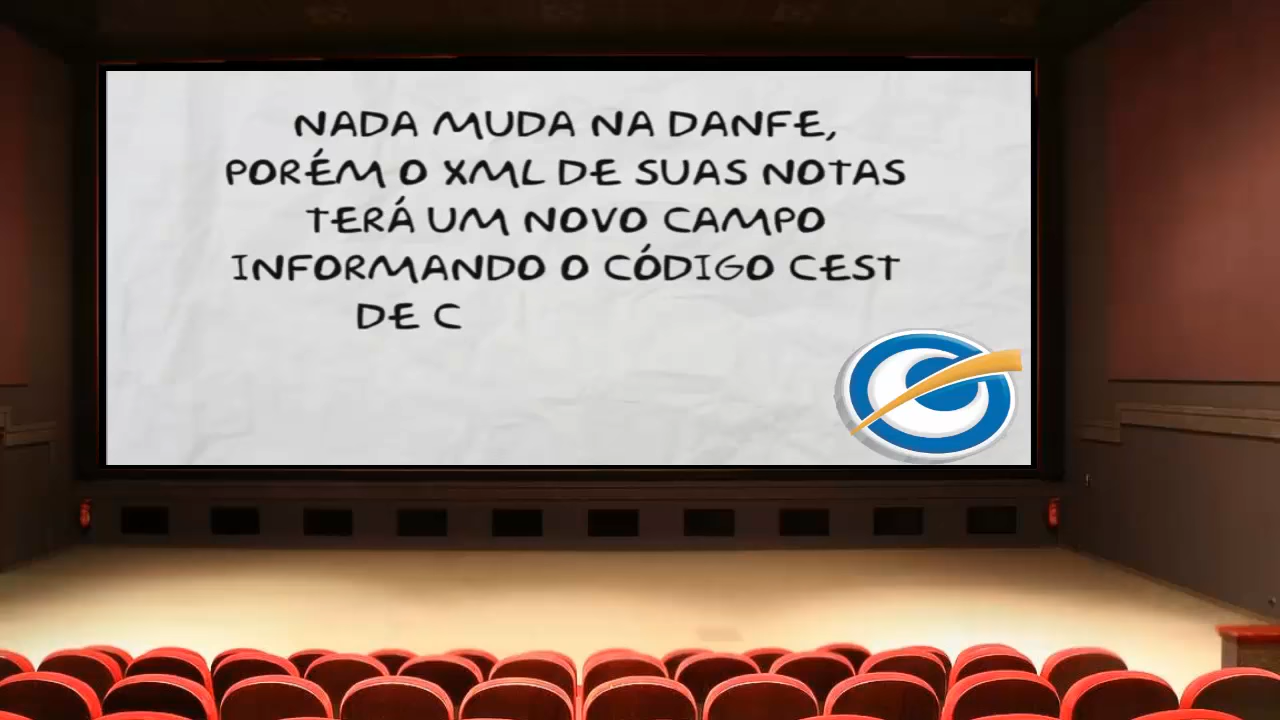 NADA MUDA NA DANFE,
PORÉM O XML DE SUAS NOTAS
TERÁ UM NOVO CAMPO
INFORMANDO O CÓDIGO CEST
DE C